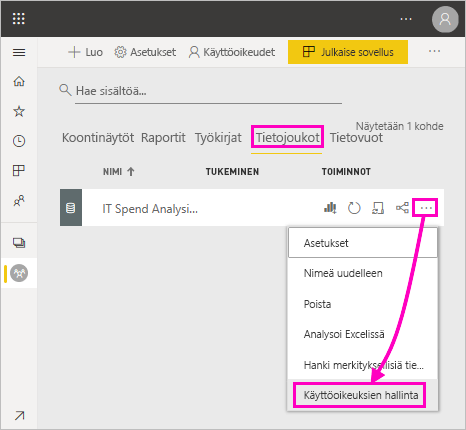 Luo Asetukset Käyttöoikeudet Julkaise sovellus
Hae sisältöä...
Näytetään 1 kohde
Koontinäytöt Raportit Työkirjat Tietojoukot Tietovuot
NIMI TUKEMINEN TOIMINNOT
IT Spend Analysi...
Asetukset
Nimeä uudelleen
Poista
Analysoi Excelissä
Hanki merkityksellisiä tie...
Käyttöoikeuksien hallinta